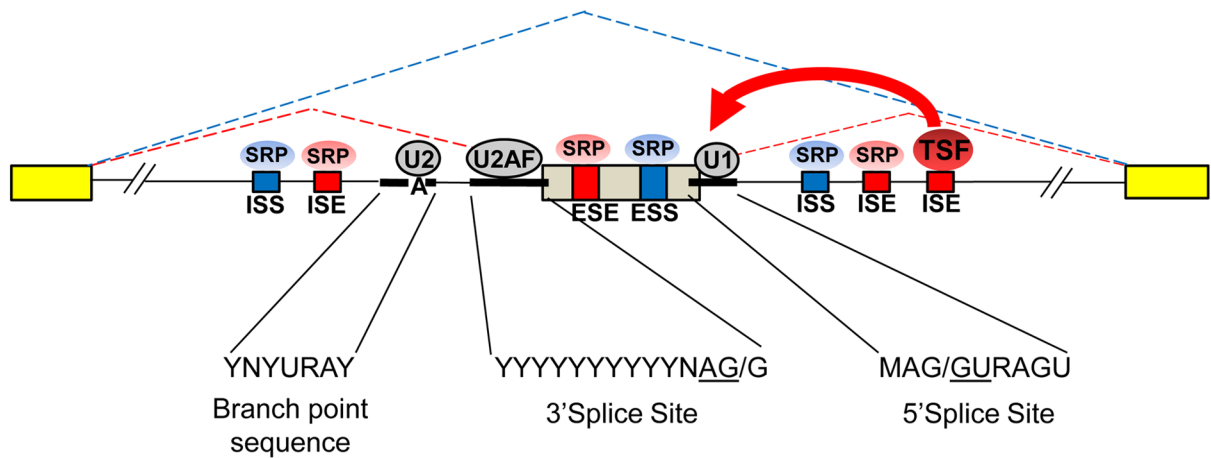 SRP SRP U2 U2AF SRP SRP U1 SRP SRP TSF
A
ISS ISE ESE ESS ISS ISE ISE
YNYURAY YYYYYYYYYYNAG/G MAG/GURAGU
Branch point
sequence
3'Splice Site
5'Splice Site